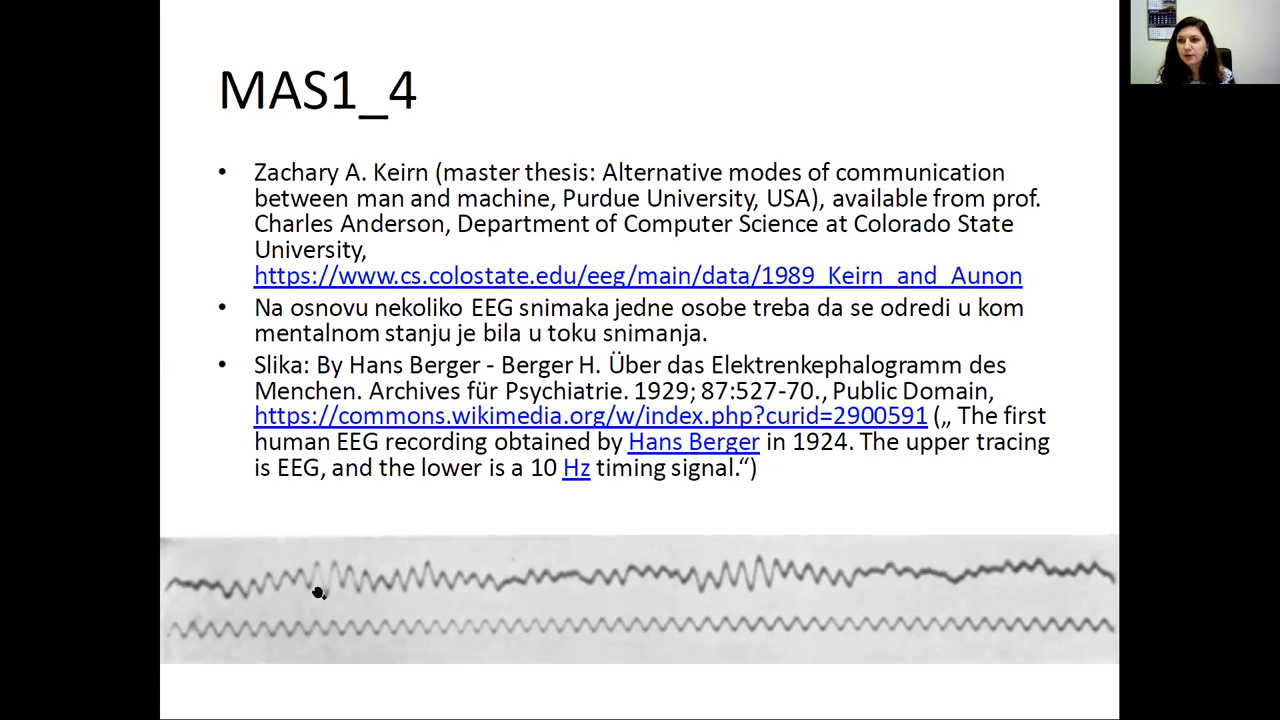 MAS1_4
• Zachary A. Keirn (master thesis: Alternative modes of communication
between man and machine, Purdue University, USA), available from prof.
Charles Anderson, Department of Computer Science at Colorado State
University,
https://www.cs.colostate.edu/eeg/main/data/1989_Keirn_and_Aunon
• Na osnovu nekoliko EEG snimaka jedne osobe treba da se odredi u kom
mentalnom stanju je bila u toku snimanja.
• Slika: By Hans Berger - Berger H. Über das Elektrenkephalogramm des
Menchen. Archives für Psychiatrie. 1929; 87:527-70., Public Domain,
https://commons.wikimedia.org/w/index.php?curid=2900591 („ The first
human EEG recording obtained by Hans Berger in 1924. The upper tracing
is EEG, and the lower is a 10 Hz timing signal.“)